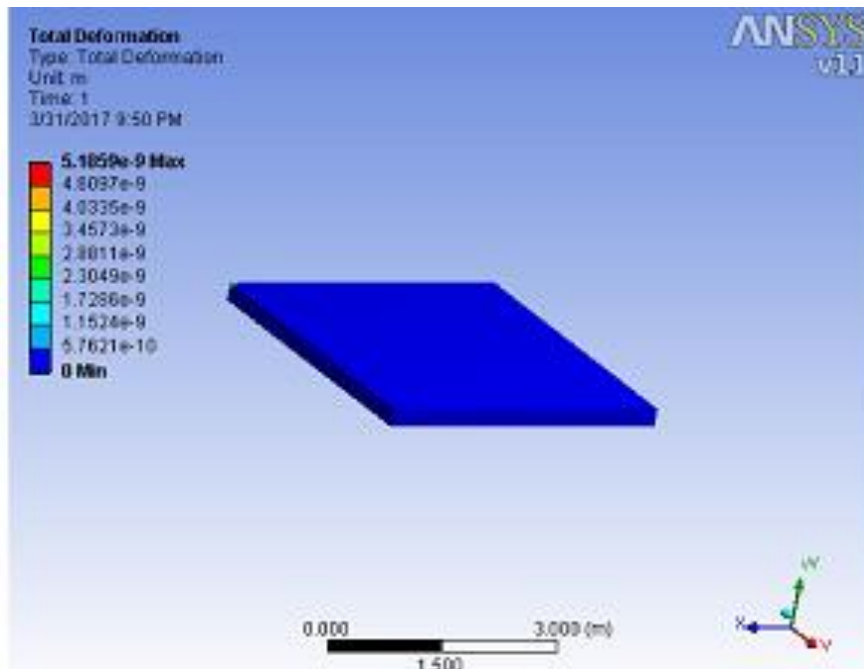 Total Deformation
Type: Total Deformation
Unit: m
Time: 1
3/31/2017 9:50 PM
ANSYS
v11
5.1859e-9 Max
4.6097e-9
4.0335e-9
3.4573e-9
2.8811e-9
2.3049e-9
1.7286e-9
1.1524e-9
5.7621e-10
0 Min
0.000
3.000 (m)
1.500
X